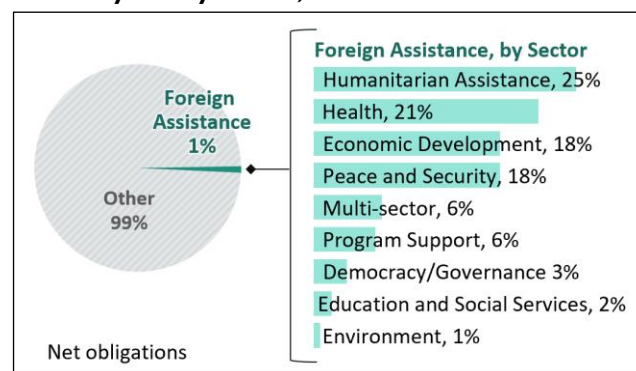 Foreign
Assistance
1%
Other
99%
Net obligations
Foreign Assistance, by Sector
Humanitarian Assistance, 25%
Health, 21%
Economic Development, 18%
Peace and Security, 18%
Multi-sector, 6%
Program Support, 6%
Democracy/Governance 3%
Education and Social Services, 2%
Environment, 1%